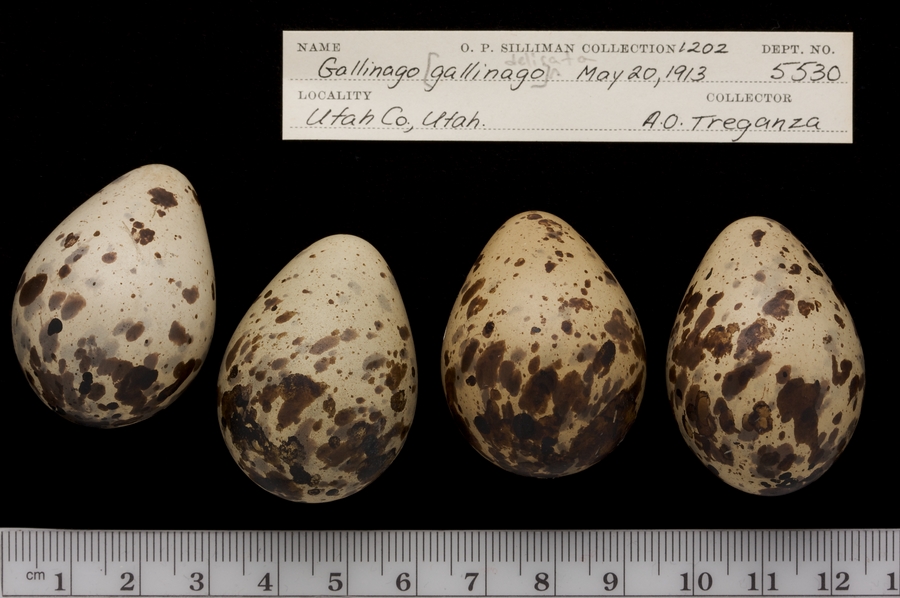 NAME O. P. SILLIMAN COLLECTION 1202 DEPT. NO.
delicata
Gallinago [gallinago] May 20, 1913 5530
LOCALITY COLLECTOR
Utah Co., Utah. A.O. Treganza
cm 1 2 3 4 5 6 7 8 9 10 11 12 1